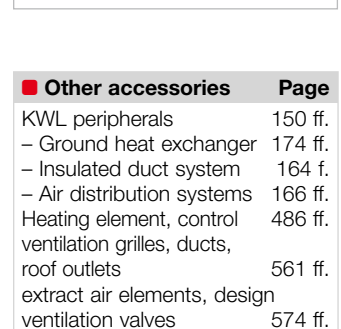 Other accessories Page
KWL peripherals 150 ff.
– Ground heat exchanger 174 ff.
– Insulated duct system 164 f.
– Air distribution systems 166 ff.
Heating element, control 486 ff.
ventilation grilles, ducts,
roof outlets 561 ff.
extract air elements, design
ventilation valves 574 ff.